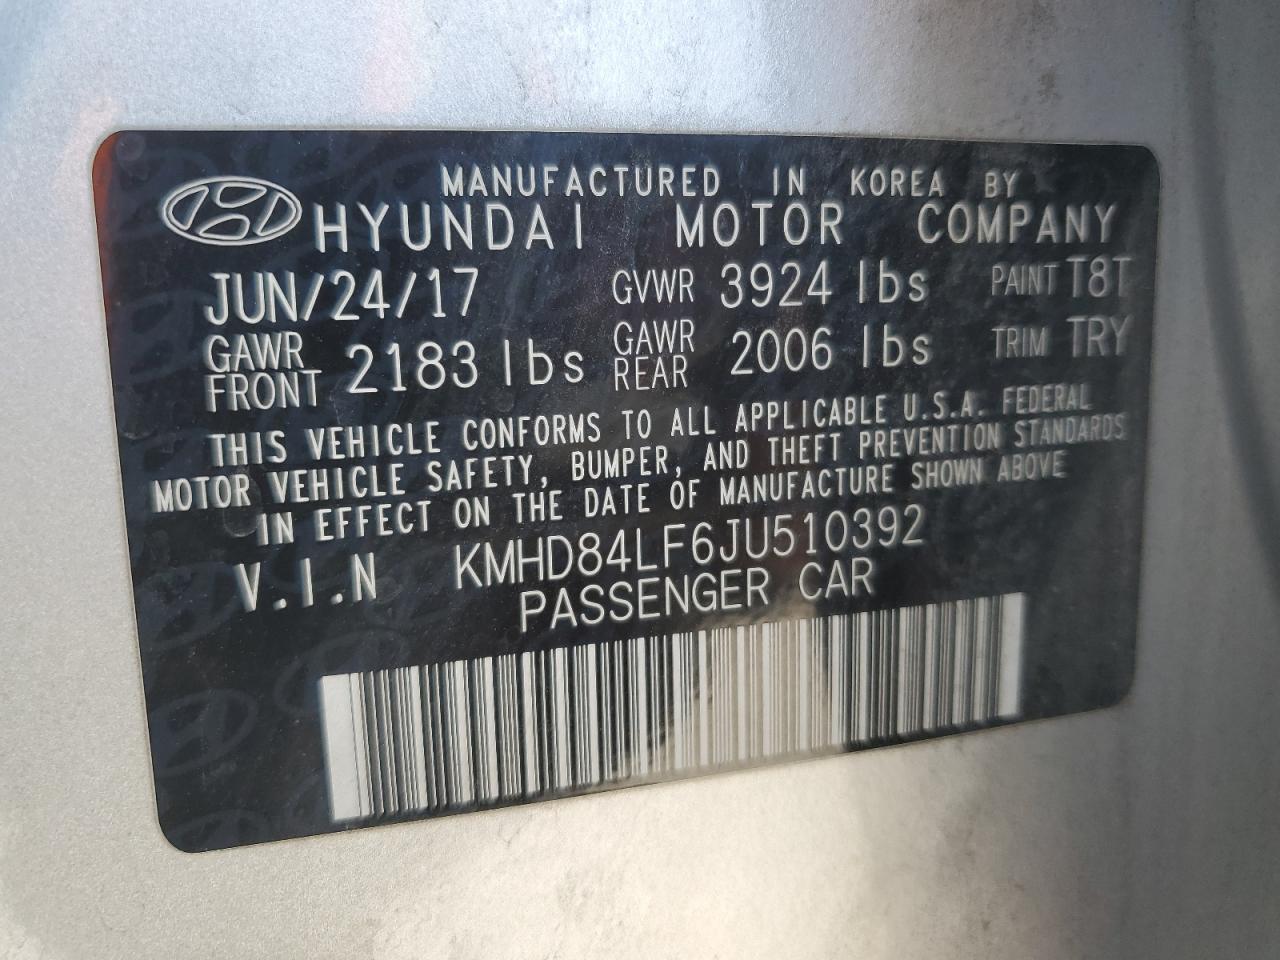 MANUFACTURED IN KOREA BY
HYUNDAI MOTOR COMPANY
JUN/24/17 GVWR 3924 lbs PAINT T8T
GAWR FRONT 2183 lbs GAWR REAR 2006 lbs TRIM TRY
THIS VEHICLE CONFORMS TO ALL APPLICABLE U.S.A. FEDERAL
MOTOR VEHICLE SAFETY, BUMPER, AND THEFT PREVENTION STANDARDS
IN EFFECT ON THE DATE OF MANUFACTURE SHOWN ABOVE
V.I.N KMHD84LF6JU510392
PASSENGER CAR